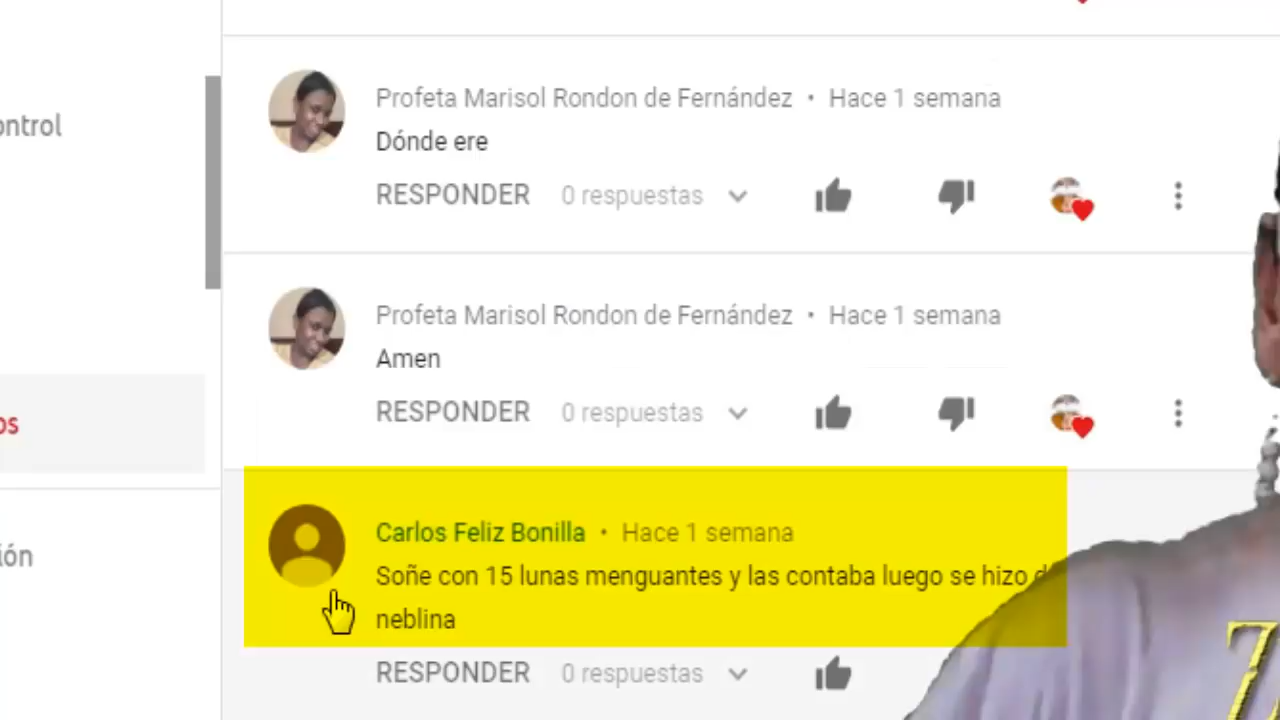 Profeta Marisol Rondon de Fernández • Hace 1 semana
Dónde ere
ontrol
RESPONDER 0 respuestas
Profeta Marisol Rondon de Fernández • Hace 1 semana
Amen
RESPONDER 0 respuestas
os
Carlos Feliz Bonilla • Hace 1 semana
ión
Soñe con 15 lunas menguantes y las contaba luego se hizo
neblina
RESPONDER 0 respuestas